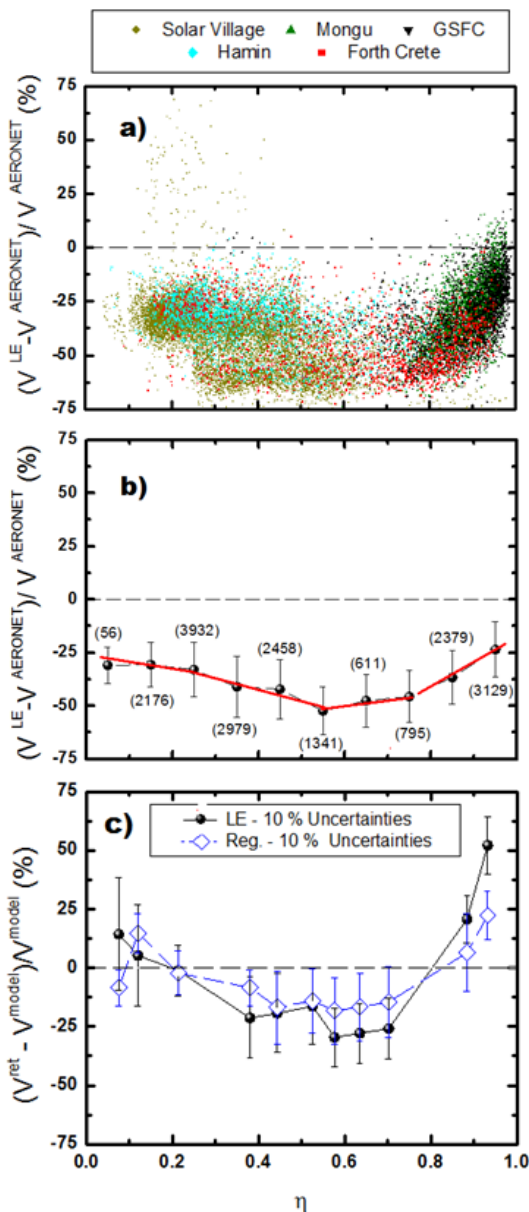 Solar Village Mongu GSFC
Hamin Forth Crete
(V LE -V AERONET )/ V AERONET (%)
75
50
25
0
-25
-50
-75
a)
(V LE -V AERONET )/ V AERONET (%)
75
50
25
0
-25
-50
-75
b)
(56) (3932) (2458) (611) (2379)
(2176) (2979) (1341) (795) (3129)
(V ret - V model )/V model (%)
75
50
25
0
-25
-50
-75
c)
LE - 10 % Uncertainties
Reg. - 10 % Uncertainties
0.0 0.2 0.4 0.6 0.8 1.0
η